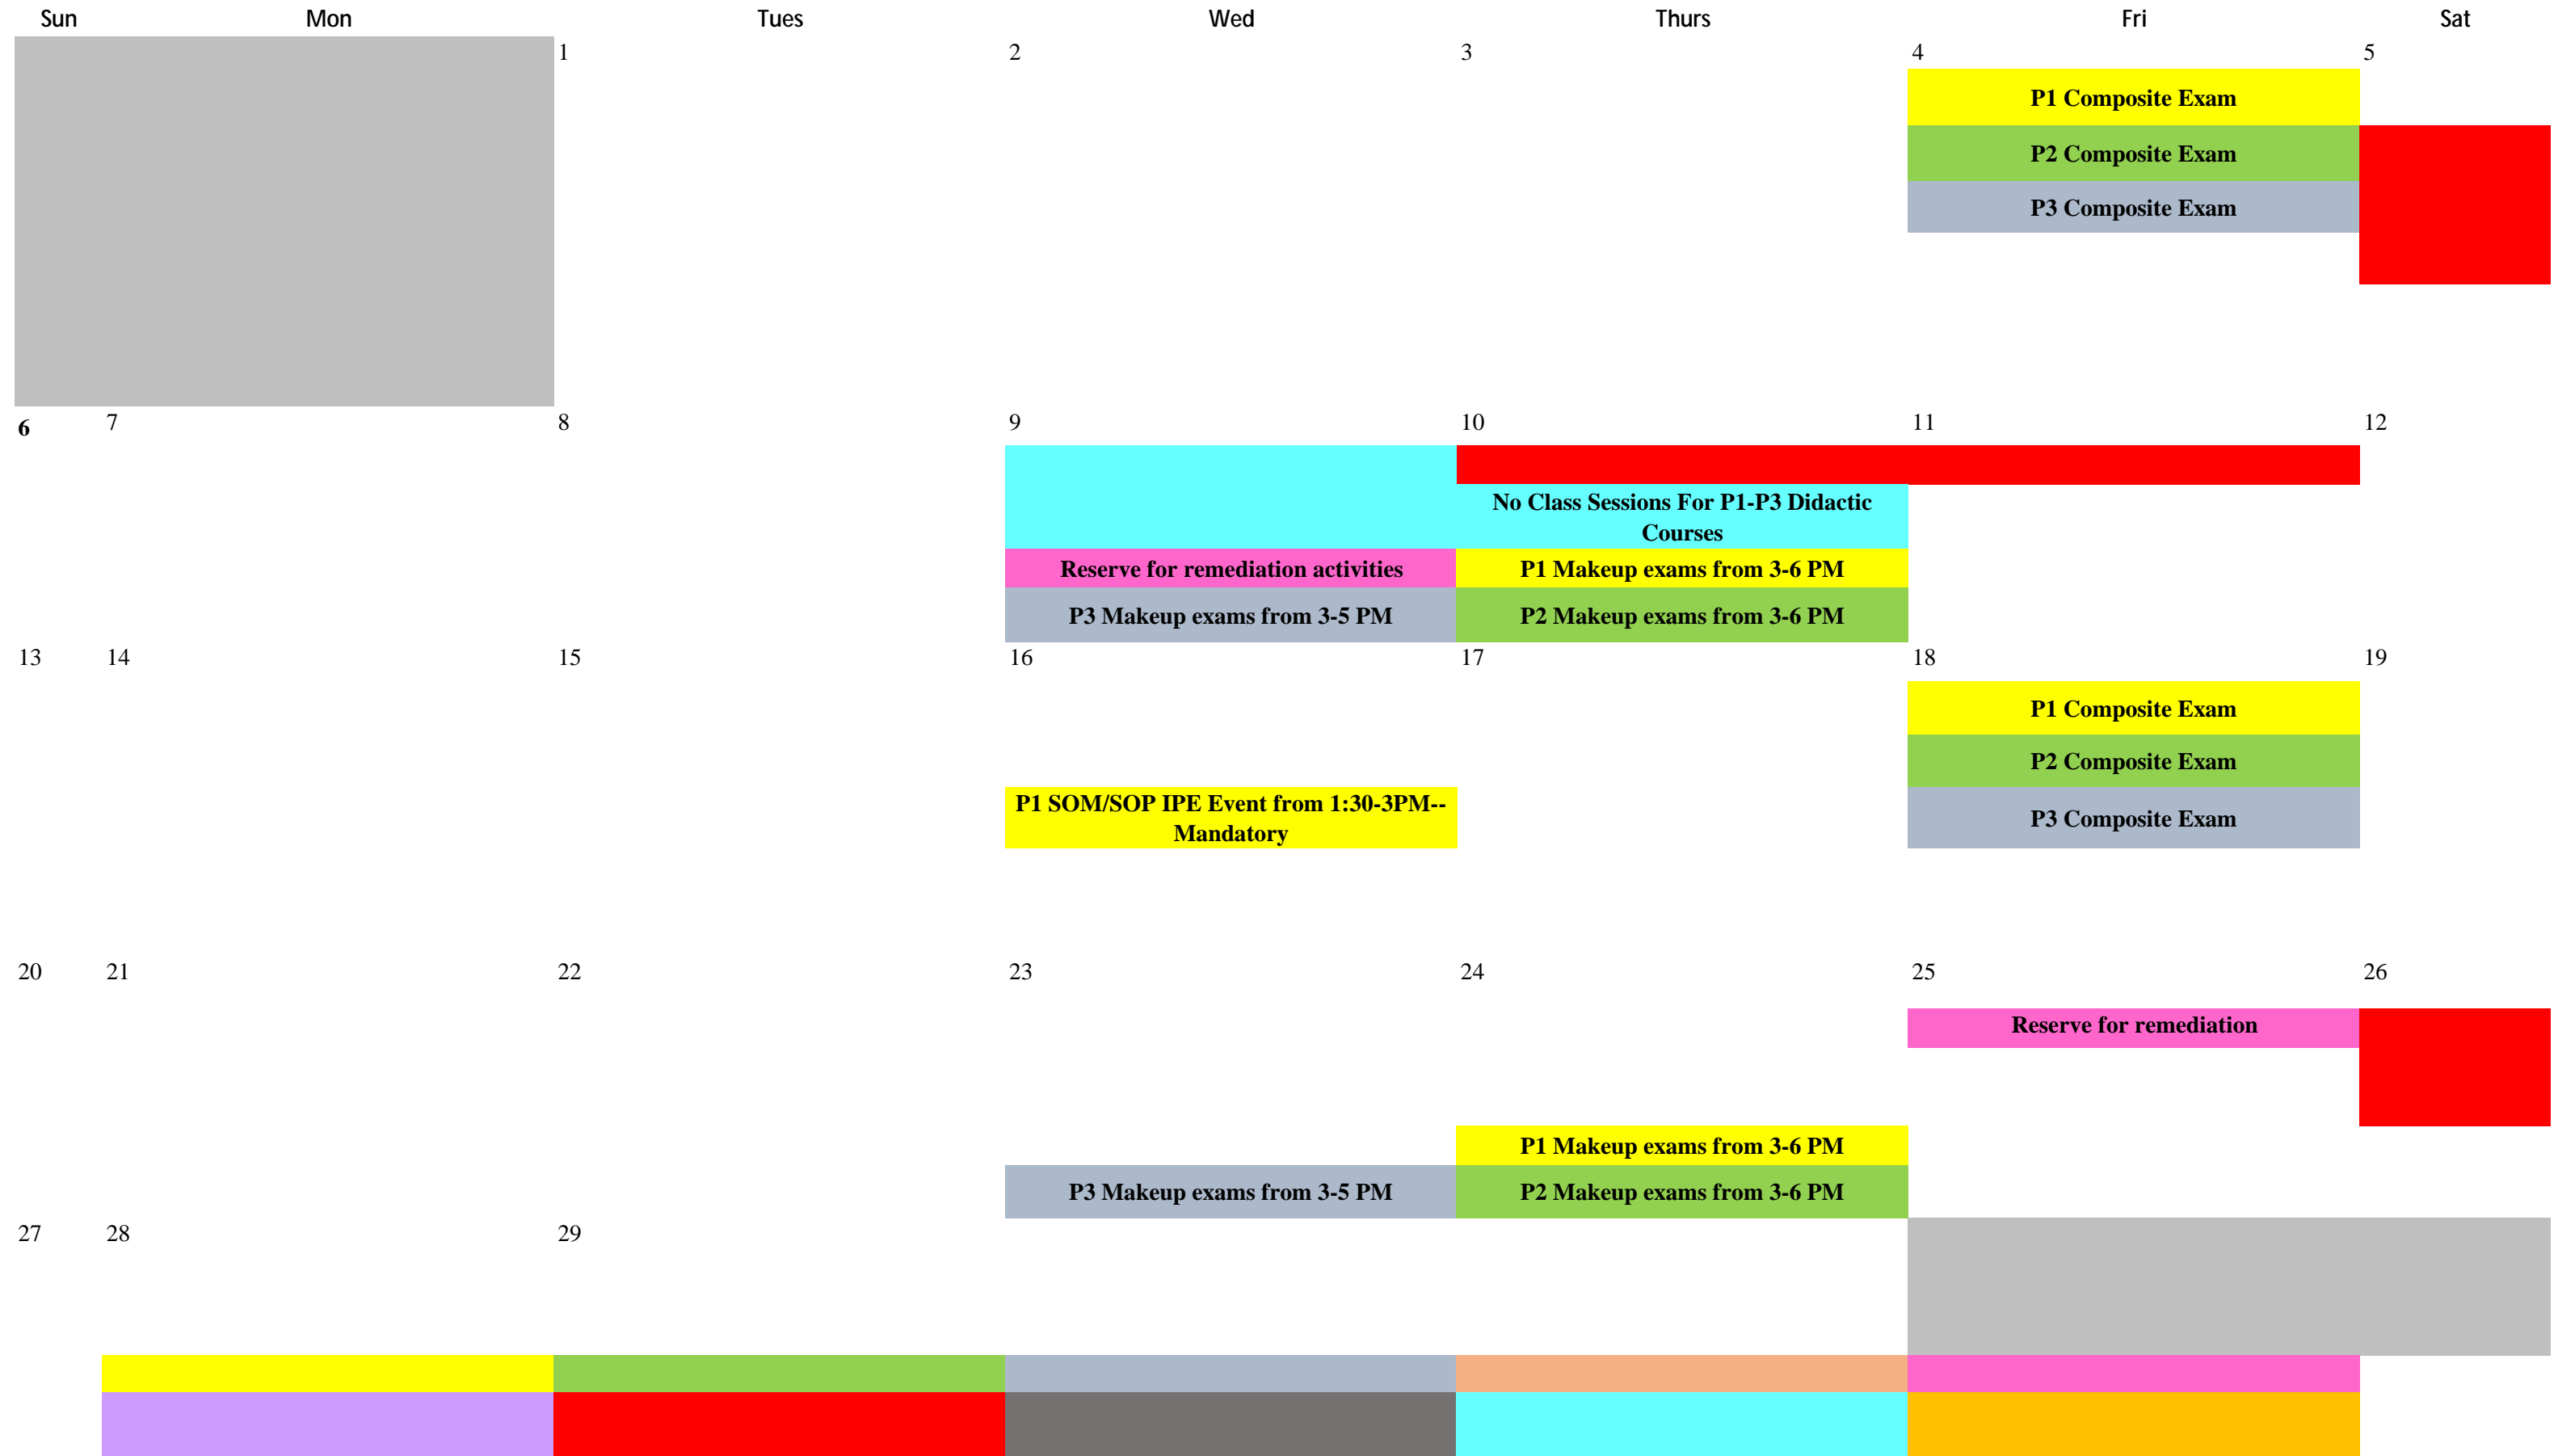 Sun Mon Tues Wed Thurs Fri Sat
1 2 3 4 5
P1 Composite Exam
P2 Composite Exam
P3 Composite Exam
6 7 8 9 10 11 12
No Class Sessions For P1-P3 Didactic
Courses
Reserve for remediation activities P1 Makeup exams from 3-6 PM
P3 Makeup exams from 3-5 PM P2 Makeup exams from 3-6 PM
13 14 15 16 17 18 19
P1 Composite Exam
P2 Composite Exam
P1 SOM/SOP IPE Event from 1:30-3PM--
Mandatory
P3 Composite Exam
20 21 22 23 24 25 26
Reserve for remediation
P1 Makeup exams from 3-6 PM
P3 Makeup exams from 3-5 PM P2 Makeup exams from 3-6 PM
27 28 29